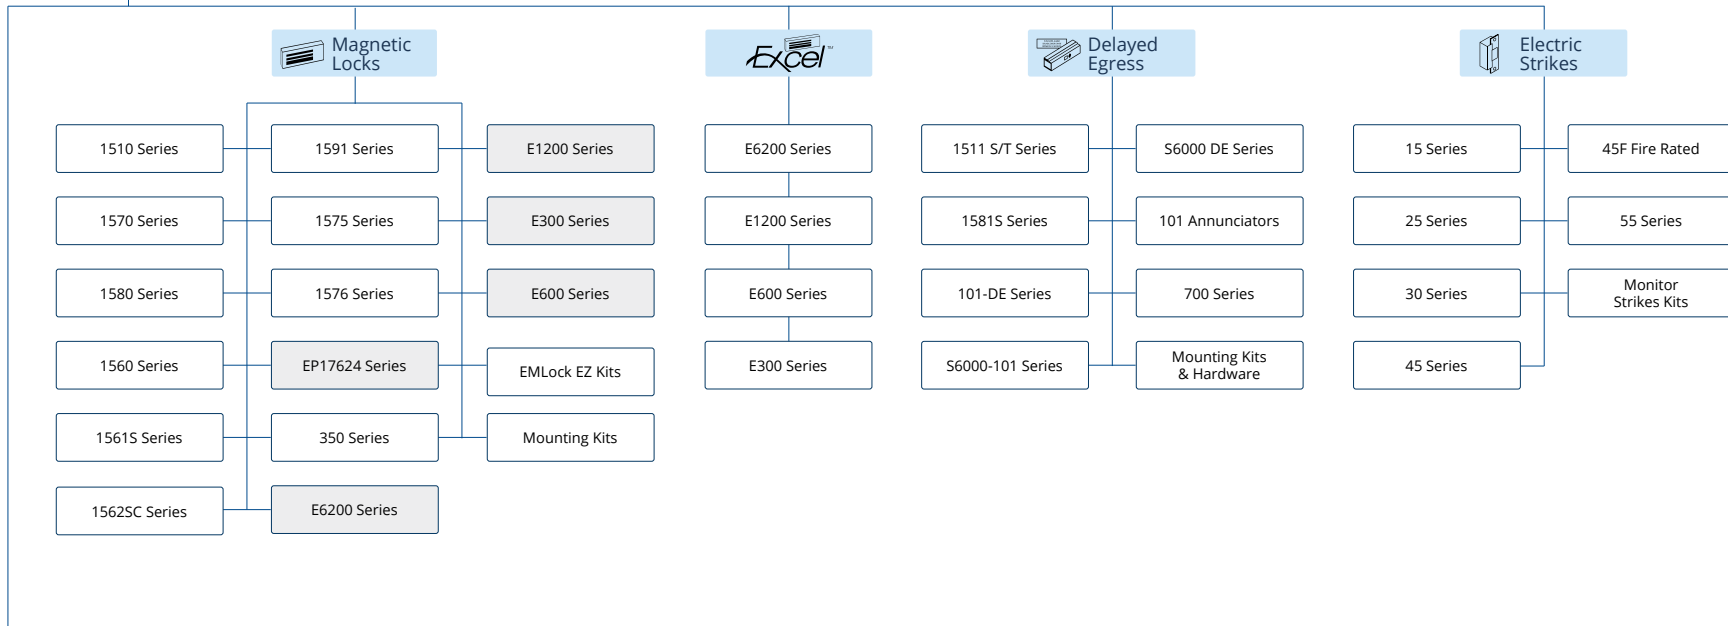 Magnetic
Locks
1510 Series
1591 Series
E1200 Series
1570 Series
1575 Series
E300 Series
1580 Series
1576 Series
E600 Series
1560 Series
EP17624 Series
EMLock EZ Kits
1561S Series
350 Series
Mounting Kits
1562SC Series
E6200 Series
Excel™
E6200 Series
E1200 Series
E600 Series
E300 Series
Delayed
Egress
1511 S/T Series
S6000 DE Series
1581S Series
101 Annunciators
101-DE Series
700 Series
S6000-101 Series
Mounting Kits
& Hardware
Electric
Strikes
15 Series
45F Fire Rated
25 Series
55 Series
30 Series
Monitor
Strikes Kits
45 Series